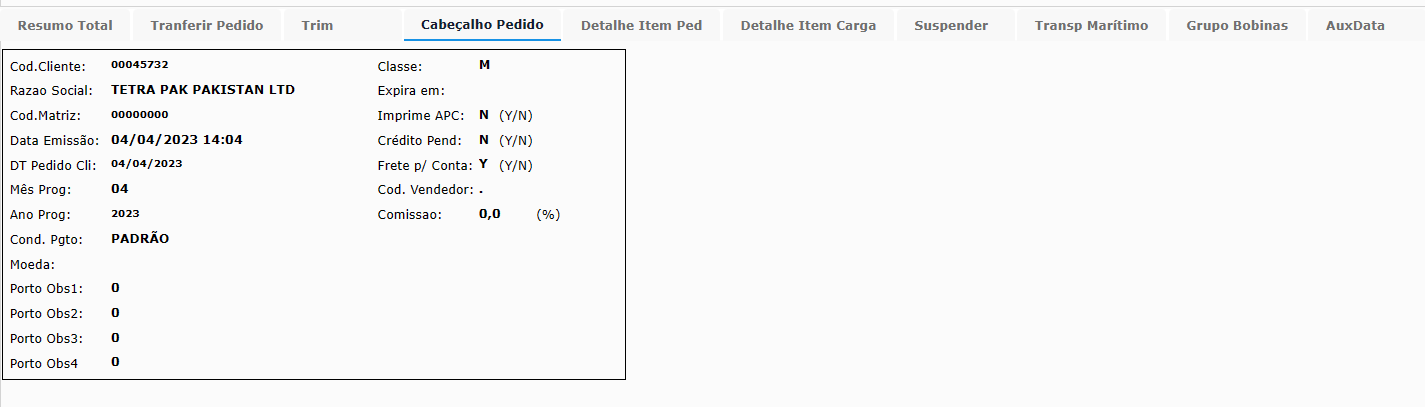 Resumo Total Tranferir Pedido Trim Cabeçalho Pedido Detalhe Item Ped Detalhe Item Carga Suspender Transp Marítimo Grupo Bobinas AuxData
Cod.Cliente: 00045732 Classe: M
Razao Social: TETRA PAK PAKISTAN LTD Expira em:
Cod.Matriz: 00000000 Imprime APC: N (Y/N)
Data Emissão: 04/04/2023 14:04 Crédito Pend: N (Y/N)
DT Pedido Cli: 04/04/2023 Frete p/ Conta: Y (Y/N)
Mês Prog: 04 Cod. Vendedor: .
Ano Prog: 2023 Comissao: 0,0 (%)
Cond. Pgto: PADRÃO
Moeda:
Porto Obs1: 0
Porto Obs2: 0
Porto Obs3: 0
Porto Obs4 0